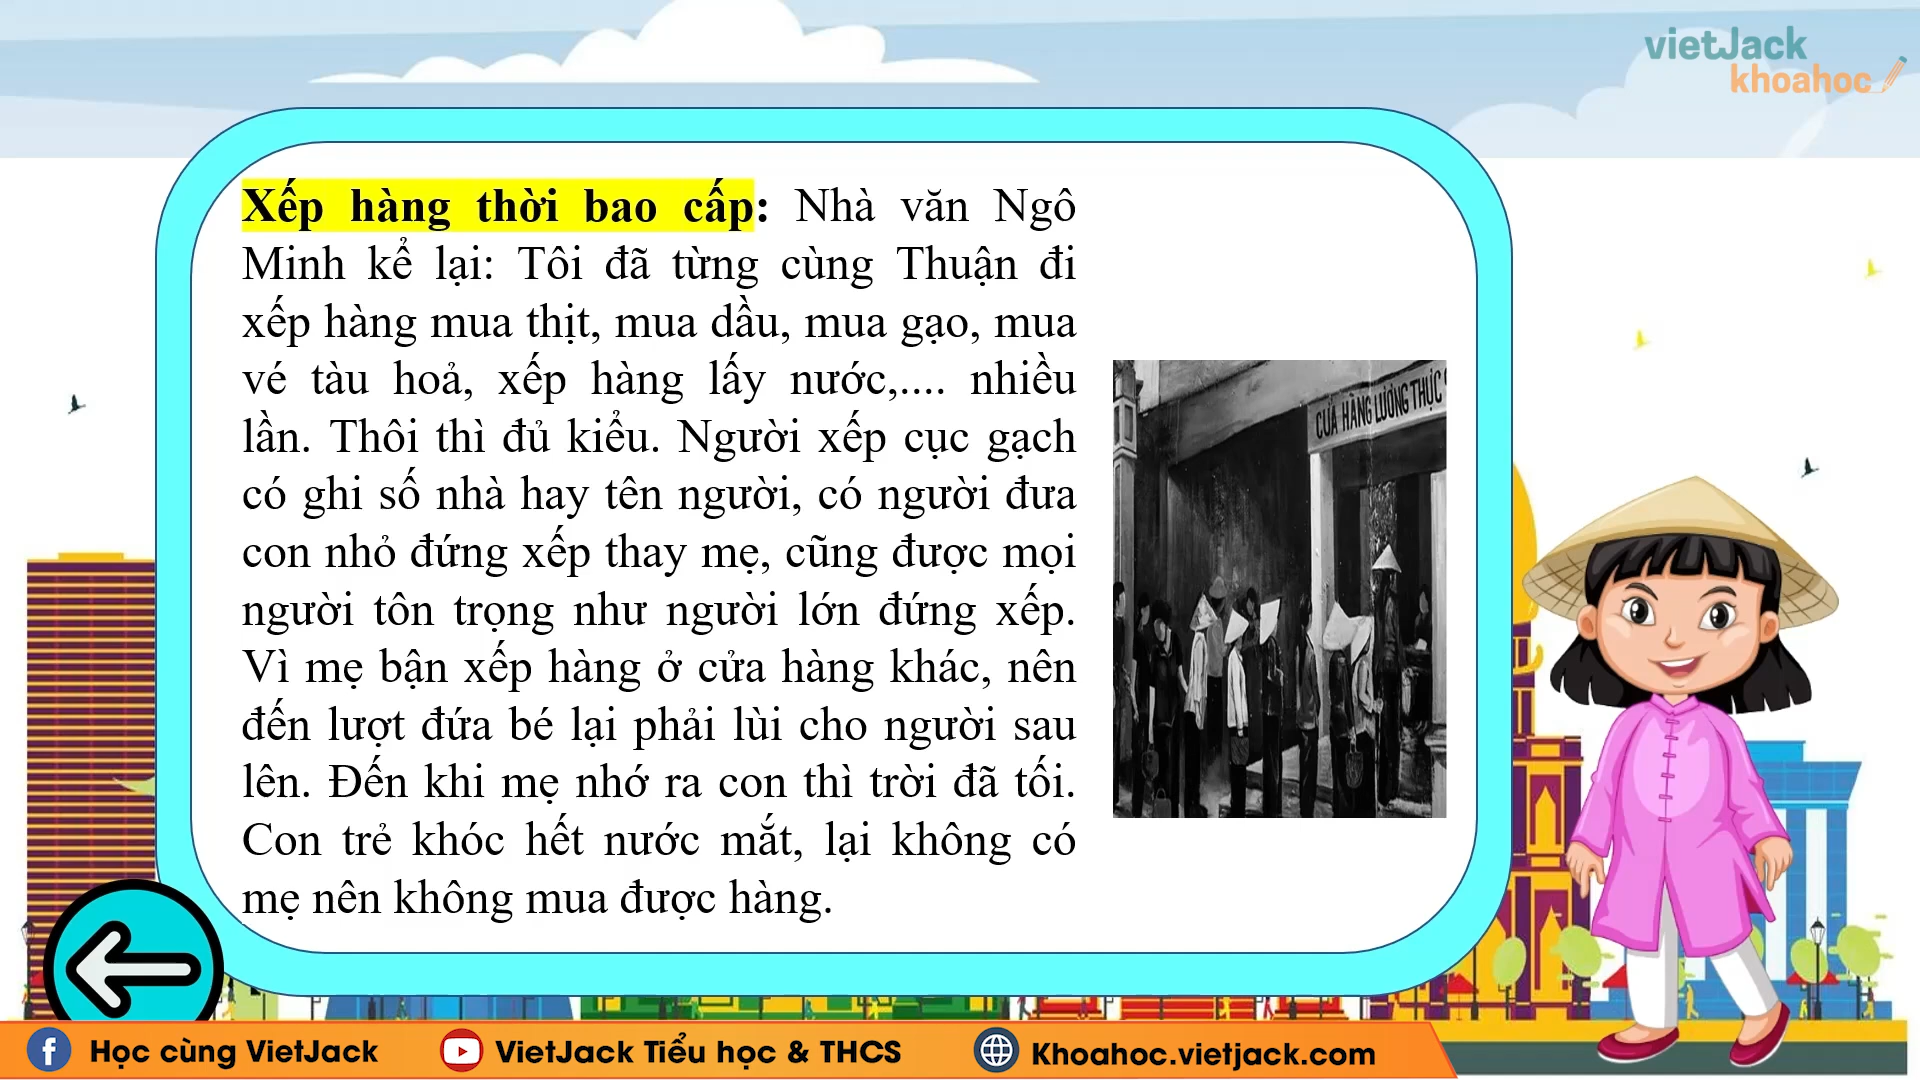 vietJack
khoahoc
Xếp hàng thời bao cấp: Nhà văn Ngô
Minh kể lại: Tôi đã từng cùng Thuận đi
xếp hàng mua thịt, mua dầu, mua gạo, mua
vé tàu hoả, xếp hàng lấy nước,.... nhiều
lần. Thôi thì đủ kiểu. Người xếp cục gạch
có ghi số nhà hay tên người, có người đưa
con nhỏ đứng xếp thay mẹ, cũng được mọi
người tôn trọng như người lớn đứng xếp.
Vì mẹ bận xếp hàng ở cửa hàng khác, nên
đến lượt đứa bé lại phải lùi cho người sau
lên. Đến khi mẹ nhớ ra con thì trời đã tối.
Con trẻ khóc hết nước mắt, lại không có
mẹ nên không mua được hàng.
CỬA HÀNG LƯƠNG THỰC
Học cùng VietJack
VietJack Tiểu học & THCS
Khoahoc.vietjack.com